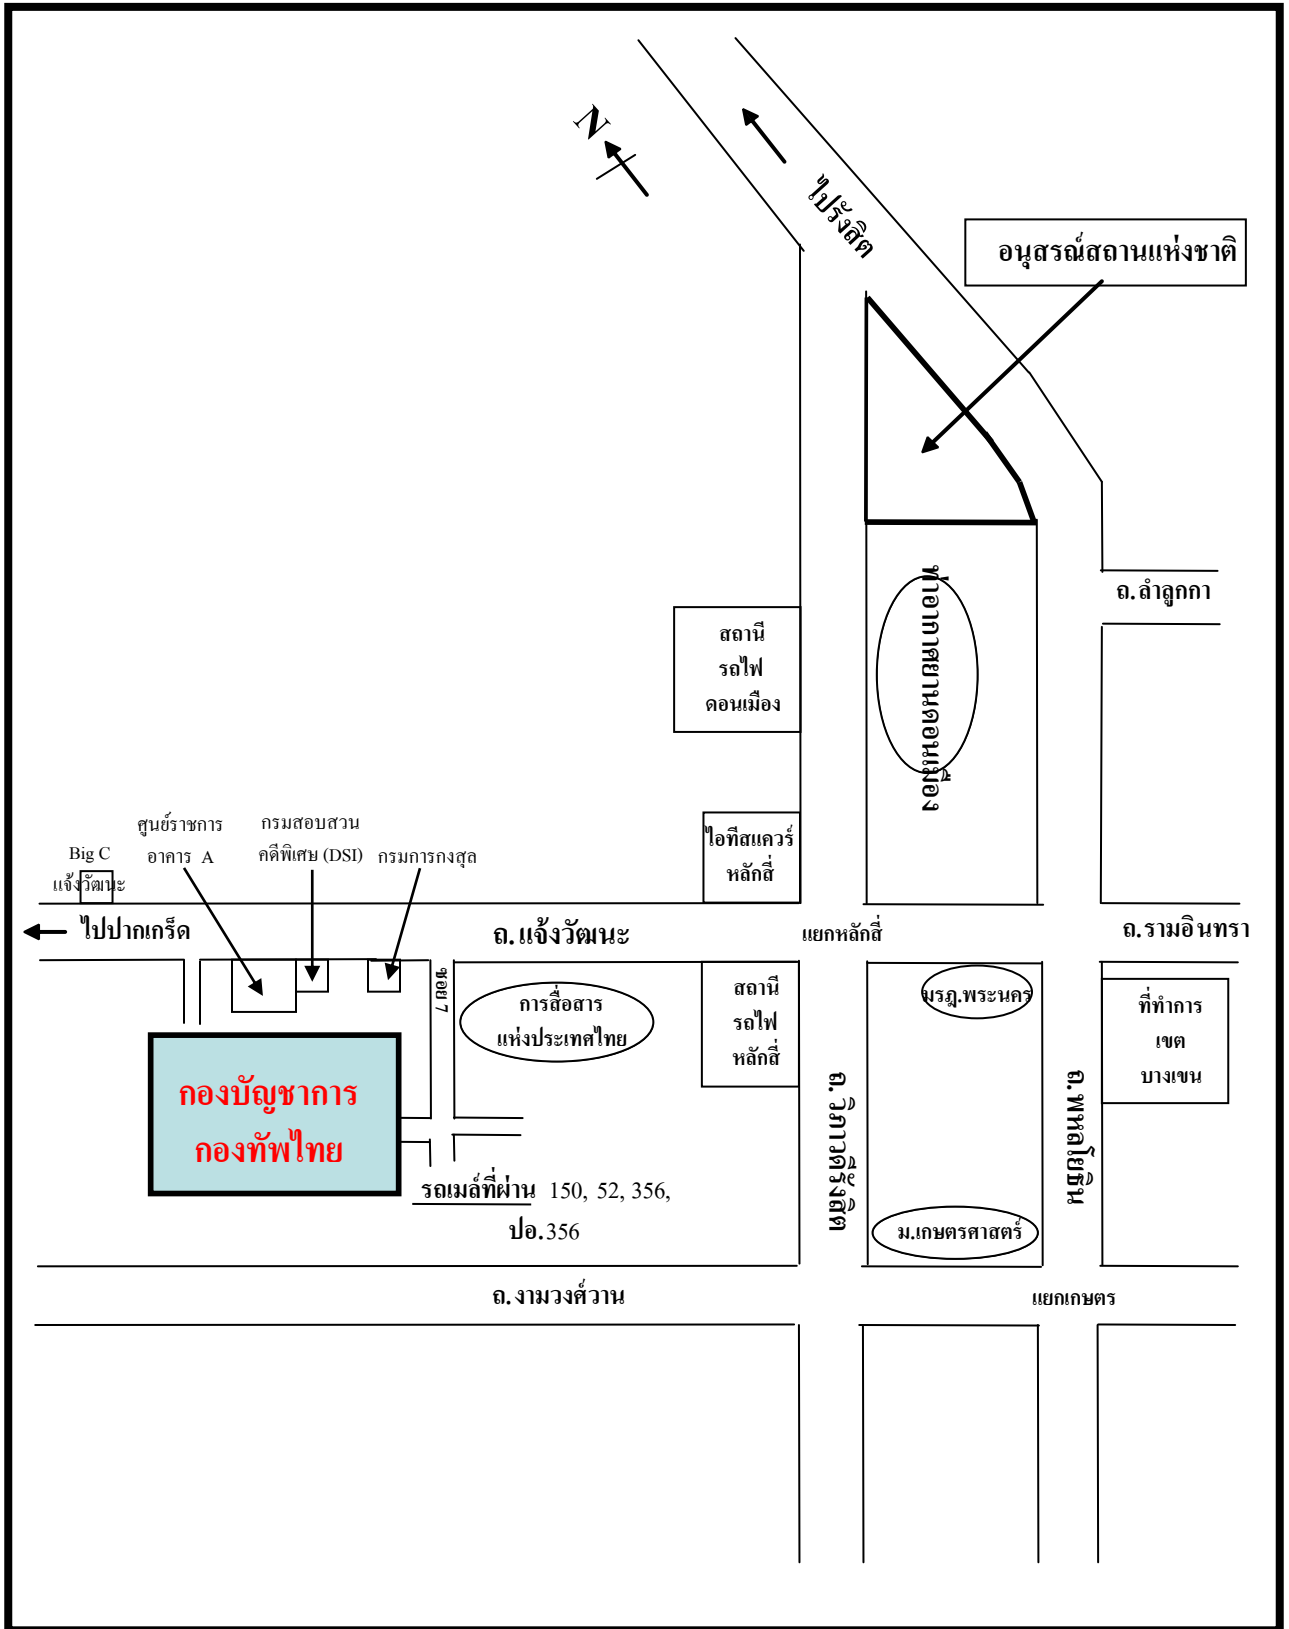 N
ไปรังสิต
อนุสรณ์สถานแห่งชาติ
ถ.ลำลูกกา
ท่าอากาศยานดอนเมือง
สถานี
รถไฟ
ดอนเมือง
ไอทีสแควร์
หลักสี่
ศูนย์ราชการ
อาคาร A
กรมสอบสวน
คดีพิเศษ (DSI)
กรมการกงสุล
Big C
แจ้งวัฒนะ
ไปปากเกร็ด
ถ.แจ้งวัฒนะ
แยกหลักสี่
ถ.รามอินทรา
ซอย 7
การสื่อสาร
แห่งประเทศไทย
สถานี
รถไฟ
หลักสี่
มรฎ.พระนคร
ที่ทำการ
เขต
บางเขน
กองบัญชาการ
กองทัพไทย
ถ.วิภาวดีรังสิต
ถ.พหลโยธิน
รถเมล์ที่ผ่าน 150, 52, 356,
ปอ.356
ม.เกษตรศาสตร์
ถ.งามวงศ์วาน
แยกเกษตร